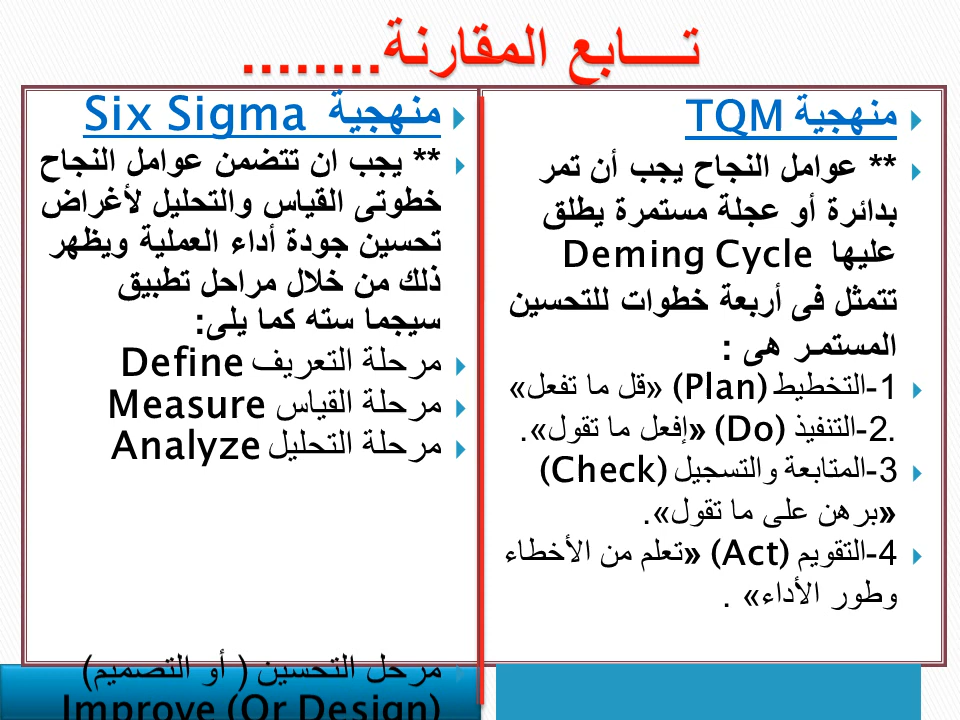 تـــــابع المقارنة........
منهجية TQM
** عوامل النجاح يجب أن تمر
بدائرة أو عجلة مستمرة يطلق
عليها Deming Cycle
تتمثل فى أربعة خطوات للتحسين
المستمـر هى :
1-التخطيط (Plan) «قل ما تفعل»
2-.التنفيذ (Do) «إفعل ما تقول».
3-المتابعة والتسجيل (Check)
«برهن على ما تقول».
4-التقويم (Act) «تعلم من الأخطاء
وطور الأداء» .
منهجية Six Sigma
** يجب ان تتضمن عوامل النجاح
خطوتى القياس والتحليل لأغراض
تحسين جودة أداء العملية ويظهر
ذلك من خلال مراحل تطبيق
سيجما سته كما يلى:
مرحلة التعريف Define
مرحلة القياس Measure
مرحلة التحليل Analyze
مرحل التحسين ( أو التصميم)
Improve (Or Design)